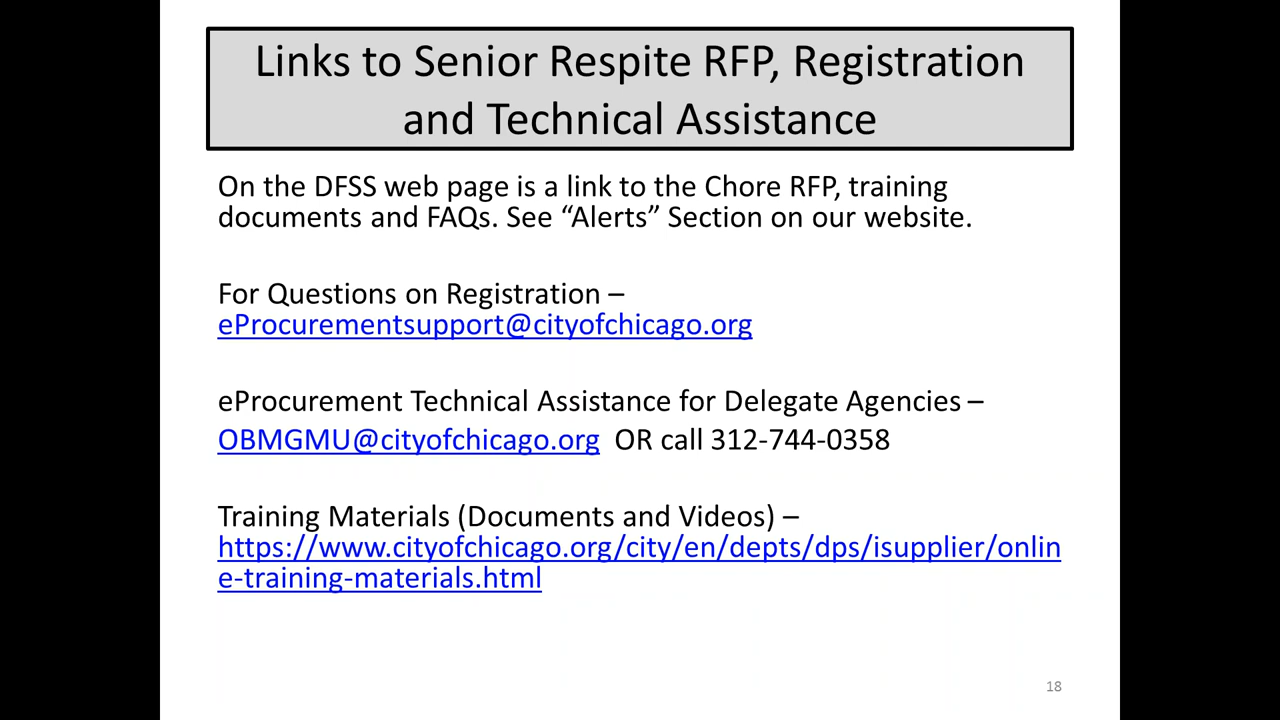 Links to Senior Respite RFP, Registration
and Technical Assistance
On the DFSS web page is a link to the Chore RFP, training
documents and FAQs. See “Alerts” Section on our website.
For Questions on Registration –
eProcurementsupport@cityofchicago.org
eProcurement Technical Assistance for Delegate Agencies –
OBMGMU@cityofchicago.org OR call 312-744-0358
Training Materials (Documents and Videos) –
https://www.cityofchicago.org/city/en/depts/dps/isupplier/onlin
e-training-materials.html
18